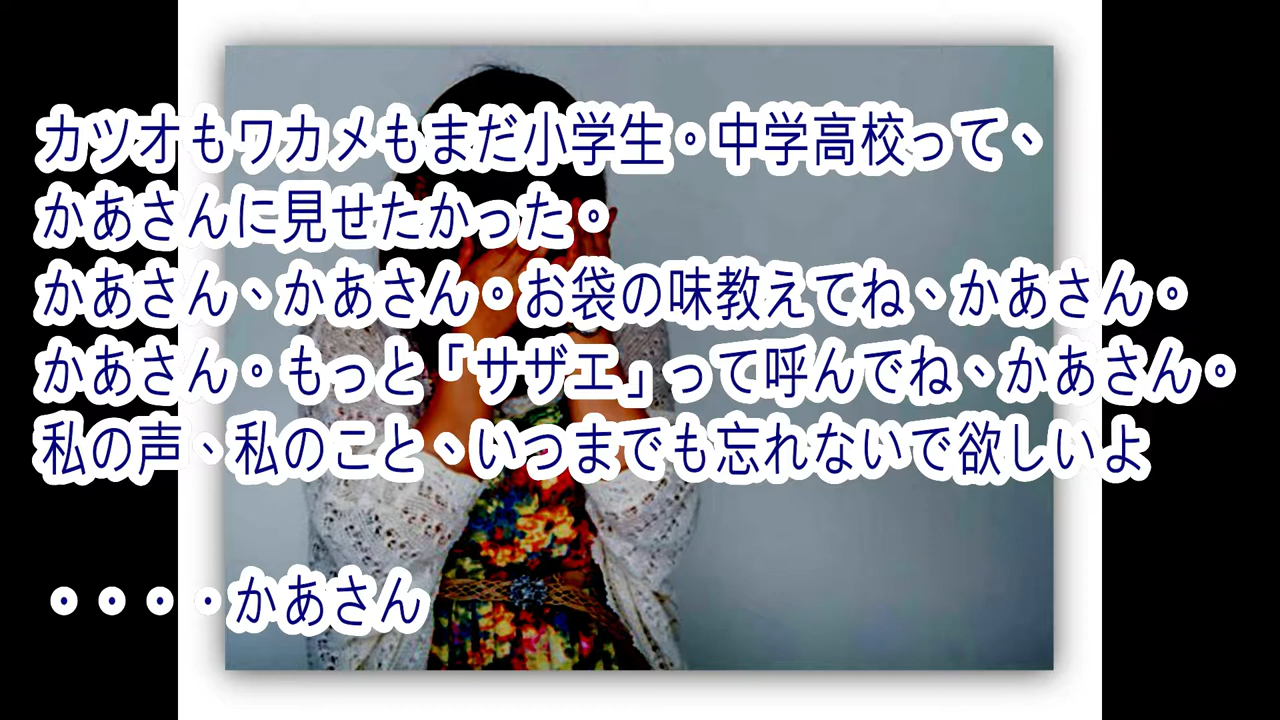 カツオもワカメもまだ小学生。中学高校って、
かあさんに見せたかった。
かあさん、かあさん。お袋の味教えてね、かあさん。
かあさん。もっと「サザエ」って呼んでね、かあさん。
私の声、私のこと、いつまでも忘れないで欲しいよ
・・・・かあさん